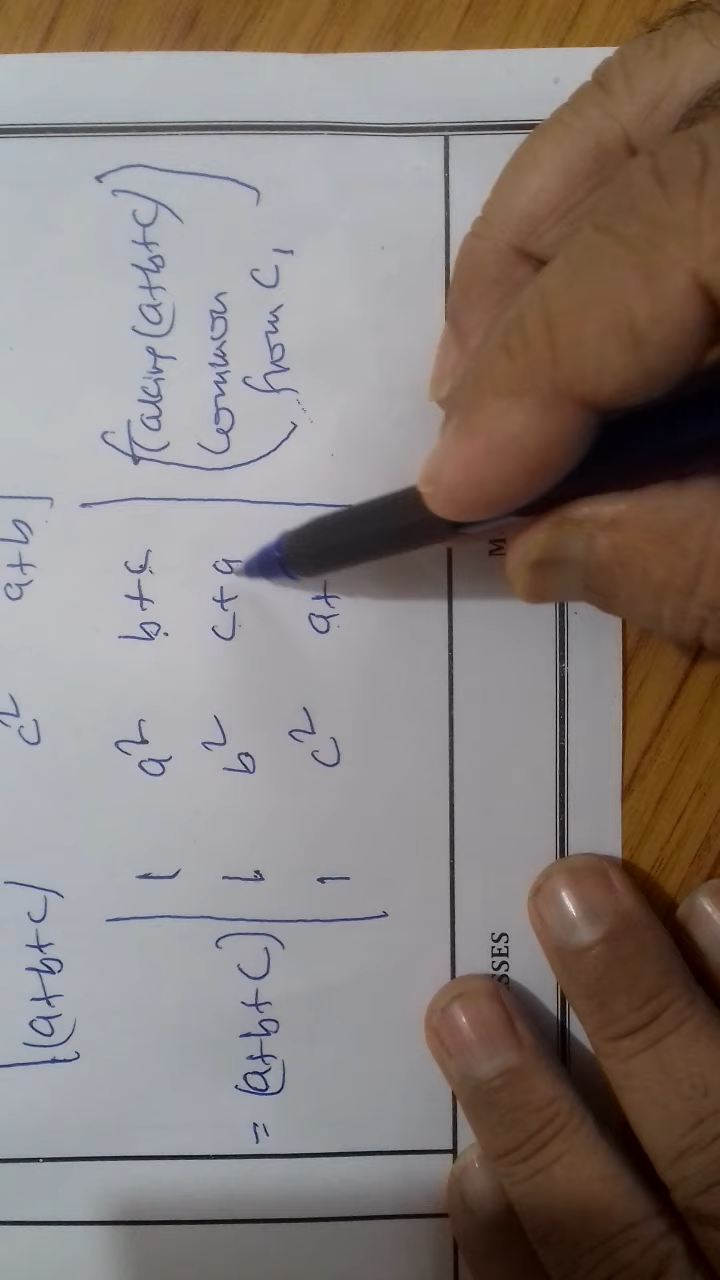 c² a+b
(a+b+c)
1 a² b+c
= (a+b+c) 1 b² c+a
1 c² a+
[Taking (a+b+c)
common
from C₁]
SSES M